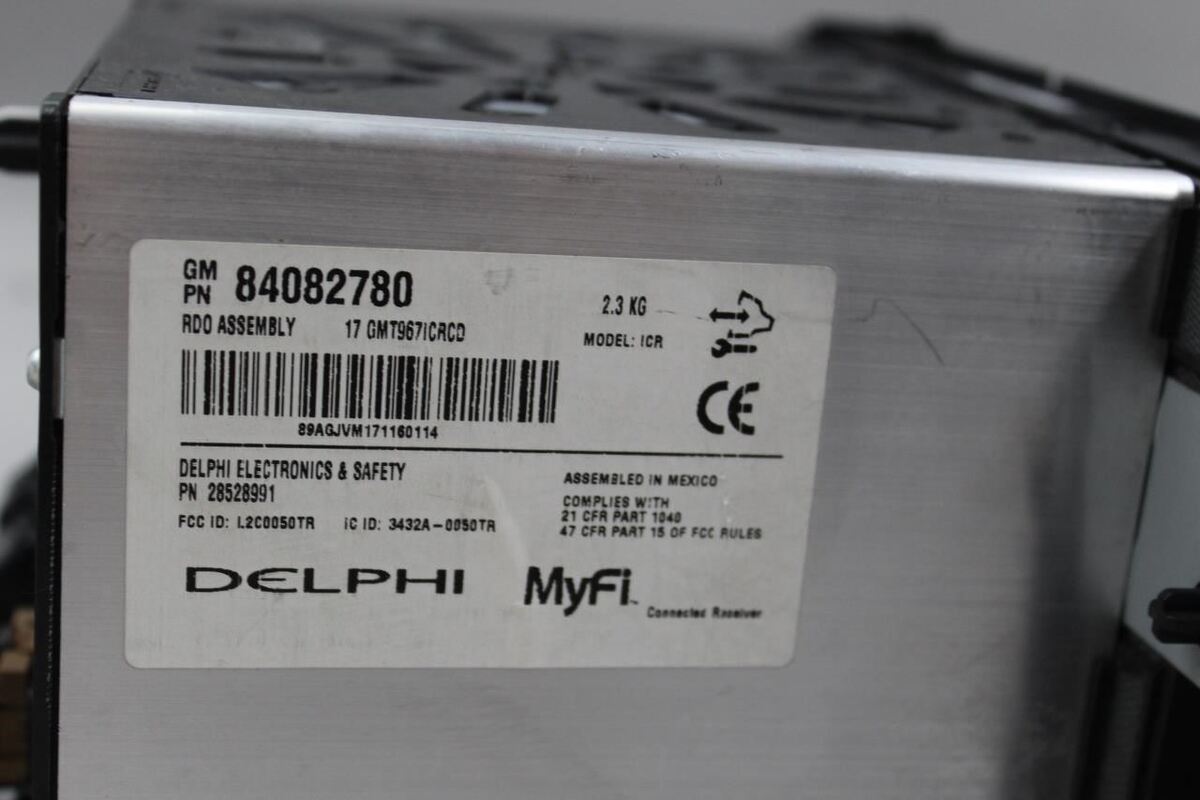 GM PN 84082780
RDO ASSEMBLY 17 GMT967ICRCD
2.3 KG
MODEL: ICR
89AGJVM171160114
CE
DELPHI ELECTRONICS & SAFETY
PN 28528991
FCC ID: L2C0050TR IC ID: 3432A-0050TR
ASSEMBLED IN MEXICO
COMPLIES WITH
21 CFR PART 1040
47 CFR PART 15 OF FCC RULES
DELPHI
MyFi™
Connected Receiver